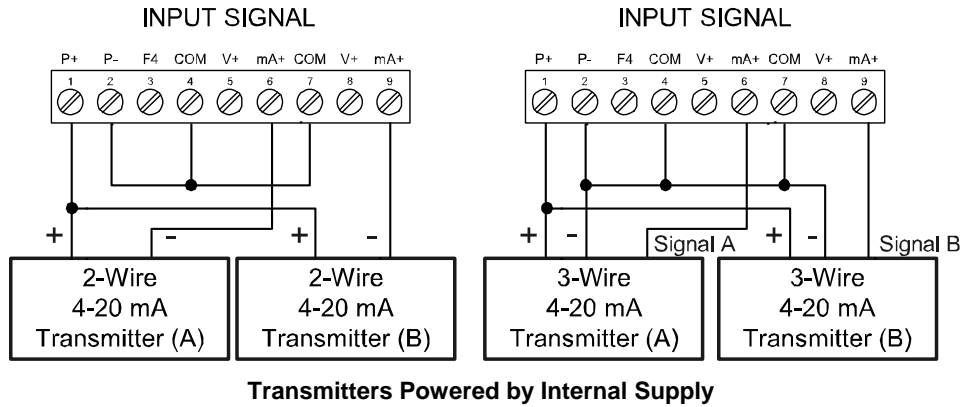 INPUT SIGNAL
P+ P- F4 COM V+ mA+ COM V+ mA+
1 2 3 4 5 6 7 8 9
+ - + -
2-Wire
4-20 mA
Transmitter (A)
2-Wire
4-20 mA
Transmitter (B)
INPUT SIGNAL
P+ P- F4 COM V+ mA+ COM V+ mA+
1 2 3 4 5 6 7 8 9
+ - Signal A + - Signal B
3-Wire
4-20 mA
Transmitter (A)
3-Wire
4-20 mA
Transmitter (B)
Transmitters Powered by Internal Supply